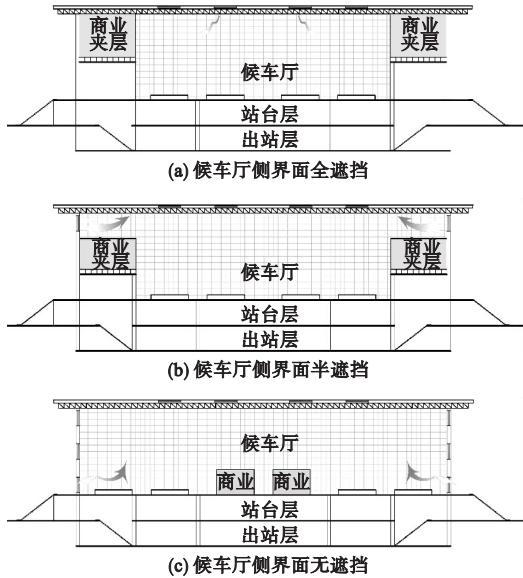 商业
夹层
商业
夹层
候车厅
站台层
出站层
(a) 候车厅侧界面全遮挡
商业
夹层
商业
夹层
候车厅
站台层
出站层
(b) 候车厅侧界面半遮挡
候车厅
商业 商业
站台层
出站层
(c) 候车厅侧界面无遮挡